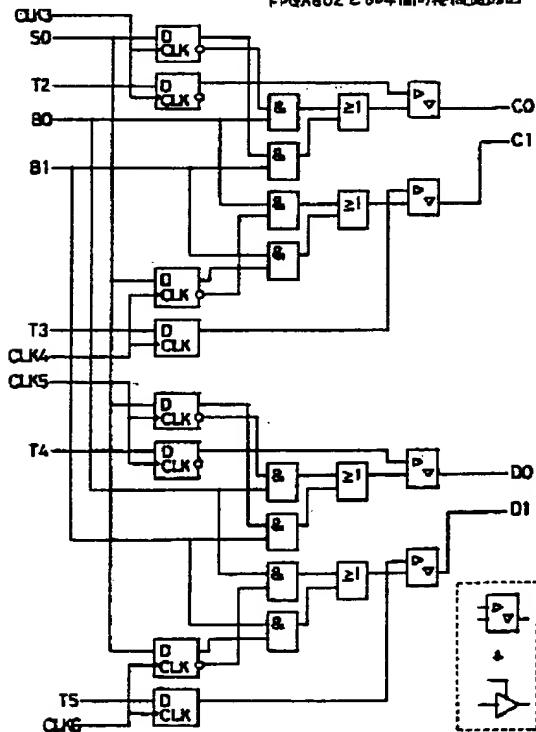 CLK3
S0
D
CLK
T2
D
CLK
B0
&
≥1
▷
▽
C0
C1
B1
&
&
≥1
▷
▽
&
D
CLK
T3
D
CLK
CLK4
CLK5
D
CLK
T4
D
CLK
&
≥1
▷
▽
D0
D1
&
&
≥1
▷
▽
&
D
CLK
T5
D
CLK
CLK6
▷
▽